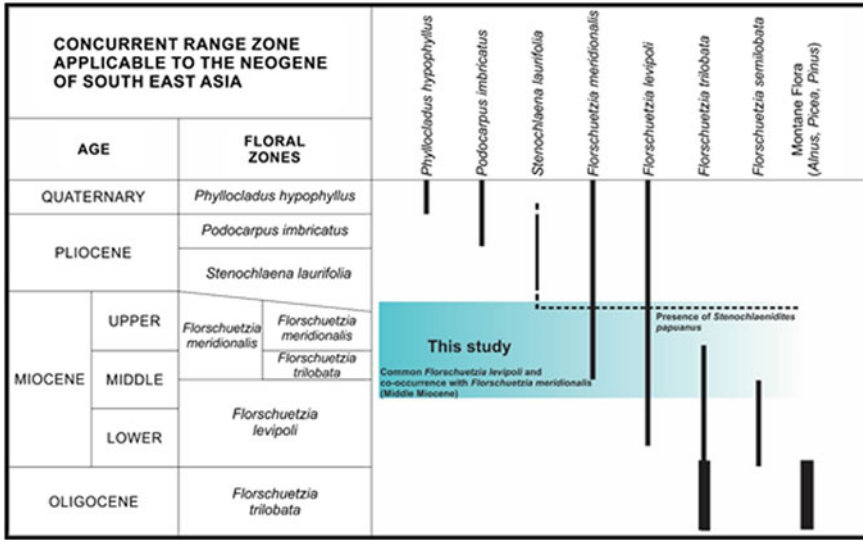 CONCURRENT RANGE ZONE
APPLICABLE TO THE NEOGENE
OF SOUTH EAST ASIA
Phyllocladus hypophyllus
Podocarpus imbricatus
Stenochlaena laurifolia
Florschuetzia meridionalis
Florschuetzia levipoli
Florschuetzia trilobata
Florschuetzia semilobata
Montane Flora
(Alnus, Picea, Pinus)
AGE
FLORAL
ZONES
QUATERNARY
Phyllocladus hypophyllus
PLIOCENE
Podocarpus imbricatus
Stenochlaena laurifolia
MIOCENE
UPPER
MIDDLE
LOWER
Florschuetzia
meridionalis
Florschuetzia
meridionalis
Florschuetzia
trilobata
Florschuetzia
levipoli
OLIGOCENE
Florschuetzia
trilobata
Presence of Stenochlaenidites
papuanus
This study
Common Florschuetzia levipoli and
co-occurrence with Florschuetzia meridionalis
(Middle Miocene)